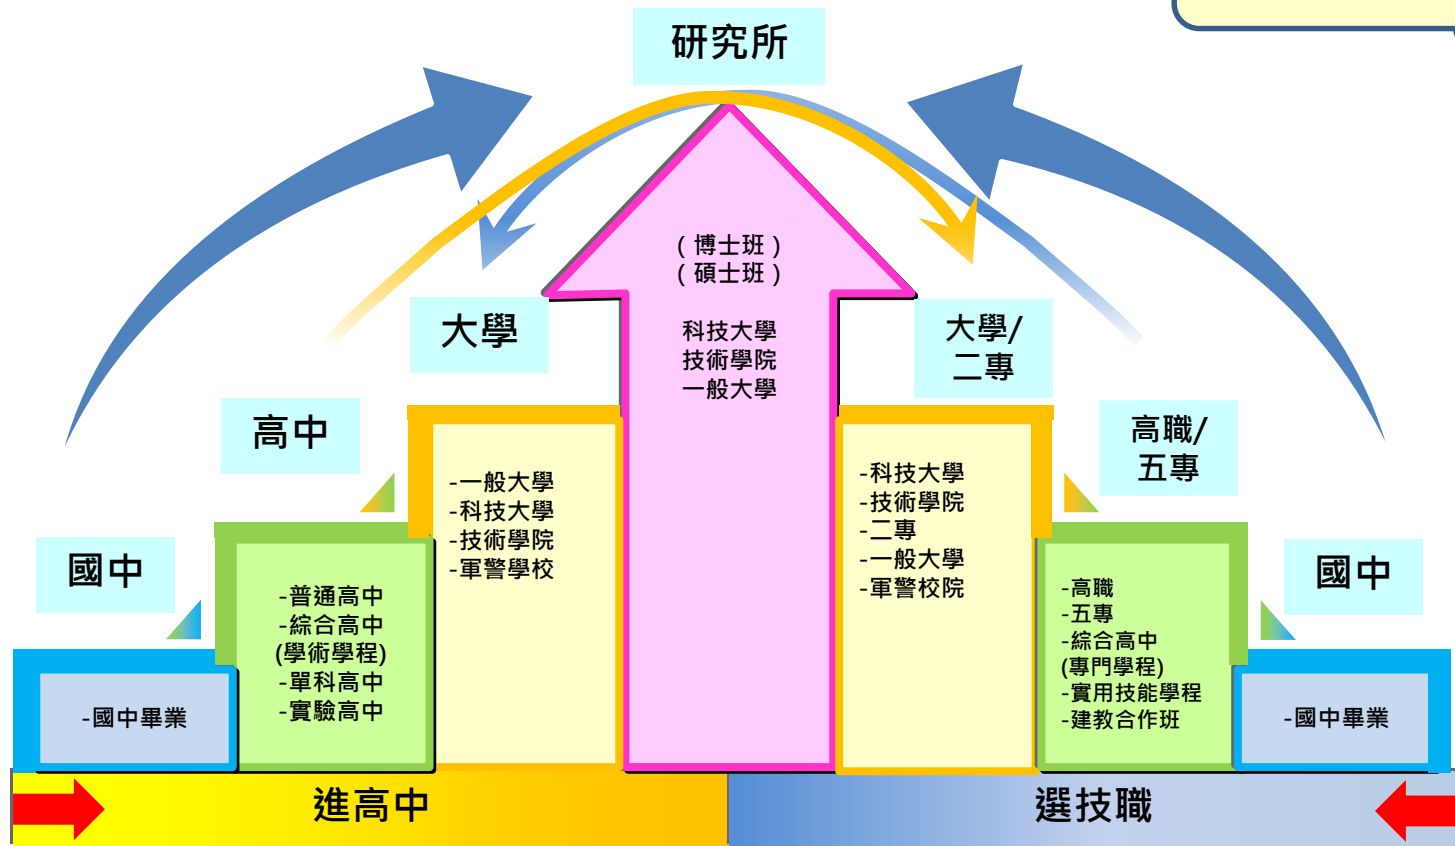 研究所
(博士班)
(碩士班)
科技大學
技術學院
一般大學
大學
大學/
二專
高中
高職/
五專
國中
國中
-一般大學
-科技大學
-技術學院
-軍警學校
-科技大學
-技術學院
-二專
-一般大學
-軍警校院
-普通高中
-綜合高中
(學術學程)
-單科高中
-實驗高中
-高職
-五專
-綜合高中
(專門學程)
-實用技能學程
-建教合作班
-國中畢業
-國中畢業
進高中
選技職